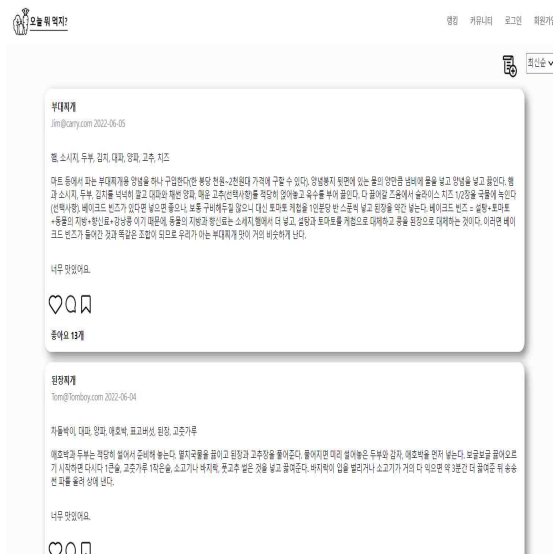 오늘 뭐 먹지?
랭킹 커뮤니티 로그인 회원가입
최신순
부대찌개
Jim@carry.com 2022-06-05
햄, 소시지, 두부, 김치, 대파, 양파, 고추, 치즈
마트 등에서 파는 부대찌개용 양념을 하나 구입한다(한 봉당 천원~2천원대 가격에 구할 수 있다). 양념봉지 뒷면에 있는 물의 양만큼 냄비에 물을 넣고 양념을 넣고 끓인다. 햄
과 소시지, 두부, 김치를 넉넉히 깔고 대파와 채썬 양파, 매운 고추(선택사항)를 적당히 얹어놓고 육수를 부어 끓인다. 다 끓어갈 즈음에서 슬라이스 치즈 1/2장을 국물에 녹인다
(선택사항). 베이크드 빈즈가 있다면 넣으면 좋으나, 보통 구비해두질 않으니 대신 토마토 케첩을 1인분당 반 스푼씩 넣고 된장을 약간 넣는다. 베이크드 빈즈 = 설탕+토마토
+동물의 지방+향신료+강낭콩 이기 때문에, 동물의 지방과 향신료는 소세지,햄에서 더 넣고, 설탕과 토마토를 케첩으로 대체하고 콩을 된장으로 대체하는 것이다. 이러면 베이
크드 빈즈가 들어간 것과 똑같은 조합이 되므로 우리가 아는 부대찌개 맛이 거의 비슷하게 난다.
너무 맛있어요.
좋아요 13개
된장찌개
Tom@Tomboy.com 2022-06-04
차돌박이, 대파, 양파, 애호박, 표고버섯, 된장, 고춧가루
애호박과 두부는 적당히 썰어서 준비해 놓는다. 멸치국물을 끓이고 된장과 고추장을 풀어준다. 풀어지면 미리 썰어놓은 두부와 감자, 애호박을 먼저 넣는다. 보글보글 끓어오르
기 시작하면 다시다 1큰술, 고춧가루 1작은술, 소고기나 바지락, 풋고추 썰은 것을 넣고 끓여준다. 바지락이 입을 벌리거나 소고기가 거의 다 익으면 약 3분간 더 끓여준 뒤 송송
썬 파를 올려 상에 낸다.
너무 맛있어요.